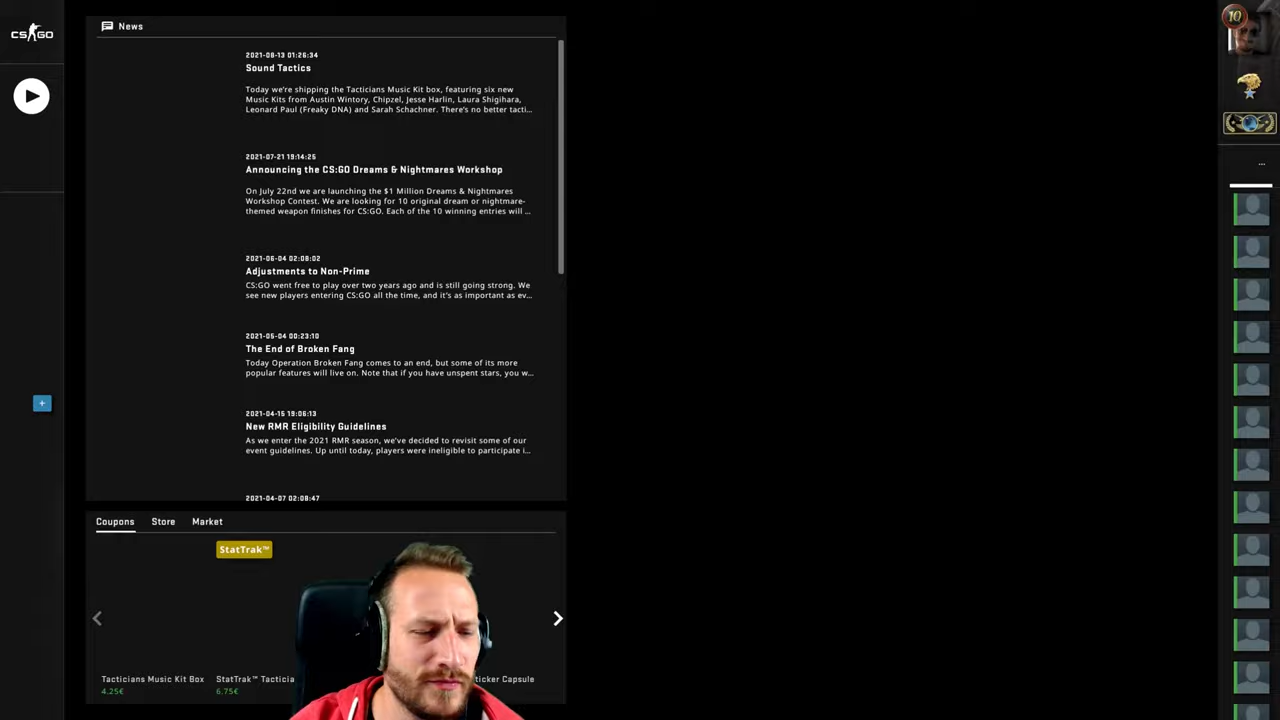 CS GO
News
2021-08-13 01:26:34
Sound Tactics
Today we're shipping the Tacticians Music Kit box, featuring six new
Music Kits from Austin Wintory, Chipzel, Jesse Harlin, Laura Shigihara,
Leonard Paul (Freaky DNA) and Sarah Schachner. There's no better tacti...
2021-07-21 19:14:25
Announcing the CS:GO Dreams & Nightmares Workshop
On July 22nd we are launching the $1 Million Dreams & Nightmares
Workshop Contest. We are looking for 10 original dream or nightmare-
themed weapon finishes for CS:GO. Each of the 10 winning entries will ...
2021-06-04 02:08:02
Adjustments to Non-Prime
CS:GO went free to play over two years ago and is still going strong. We
see new players entering CS:GO all the time, and it's as important as ev...
2021-05-04 00:23:10
The End of Broken Fang
Today Operation Broken Fang comes to an end, but some of its more
popular features will live on. Note that if you have unspent stars, you w...
2021-04-15 19:06:13
New RMR Eligibility Guidelines
As we enter the 2021 RMR season, we've decided to revisit some of our
event guidelines. Up until today, players were ineligible to participate i...
2021-04-07 02:08:47
Coupons Store Market
StatTrak™
Tacticians Music Kit Box
4.25€
StatTrak™ Tacticia
6.75€
ticker Capsule
10
...